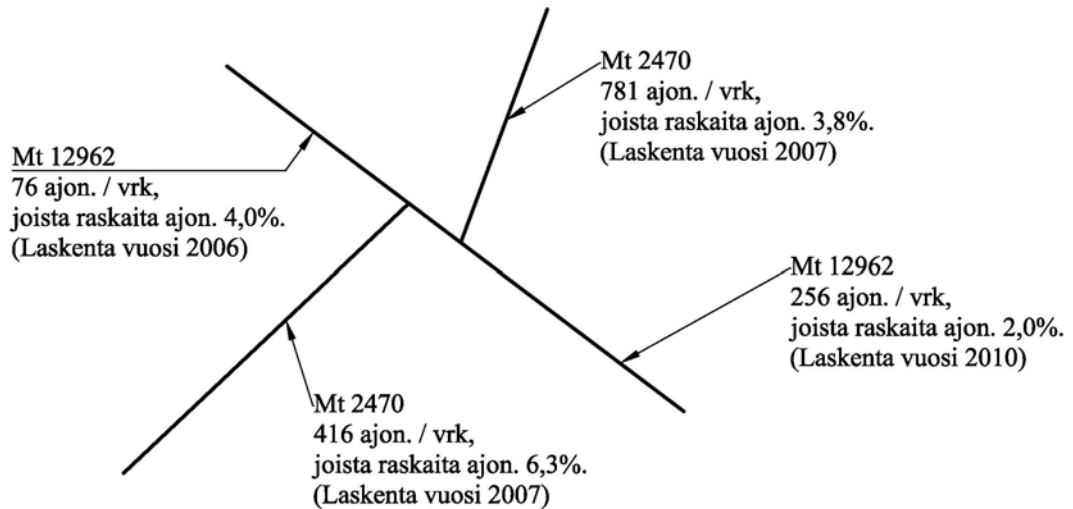 Mt 2470
781 ajon. / vrk,
joista raskaita ajon. 3,8%.
(Laskenta vuosi 2007)
Mt 12962
76 ajon. / vrk,
joista raskaita ajon. 4,0%.
(Laskenta vuosi 2006)
Mt 12962
256 ajon. / vrk,
joista raskaita ajon. 2,0%.
(Laskenta vuosi 2010)
Mt 2470
416 ajon. / vrk,
joista raskaita ajon. 6,3%.
(Laskenta vuosi 2007)